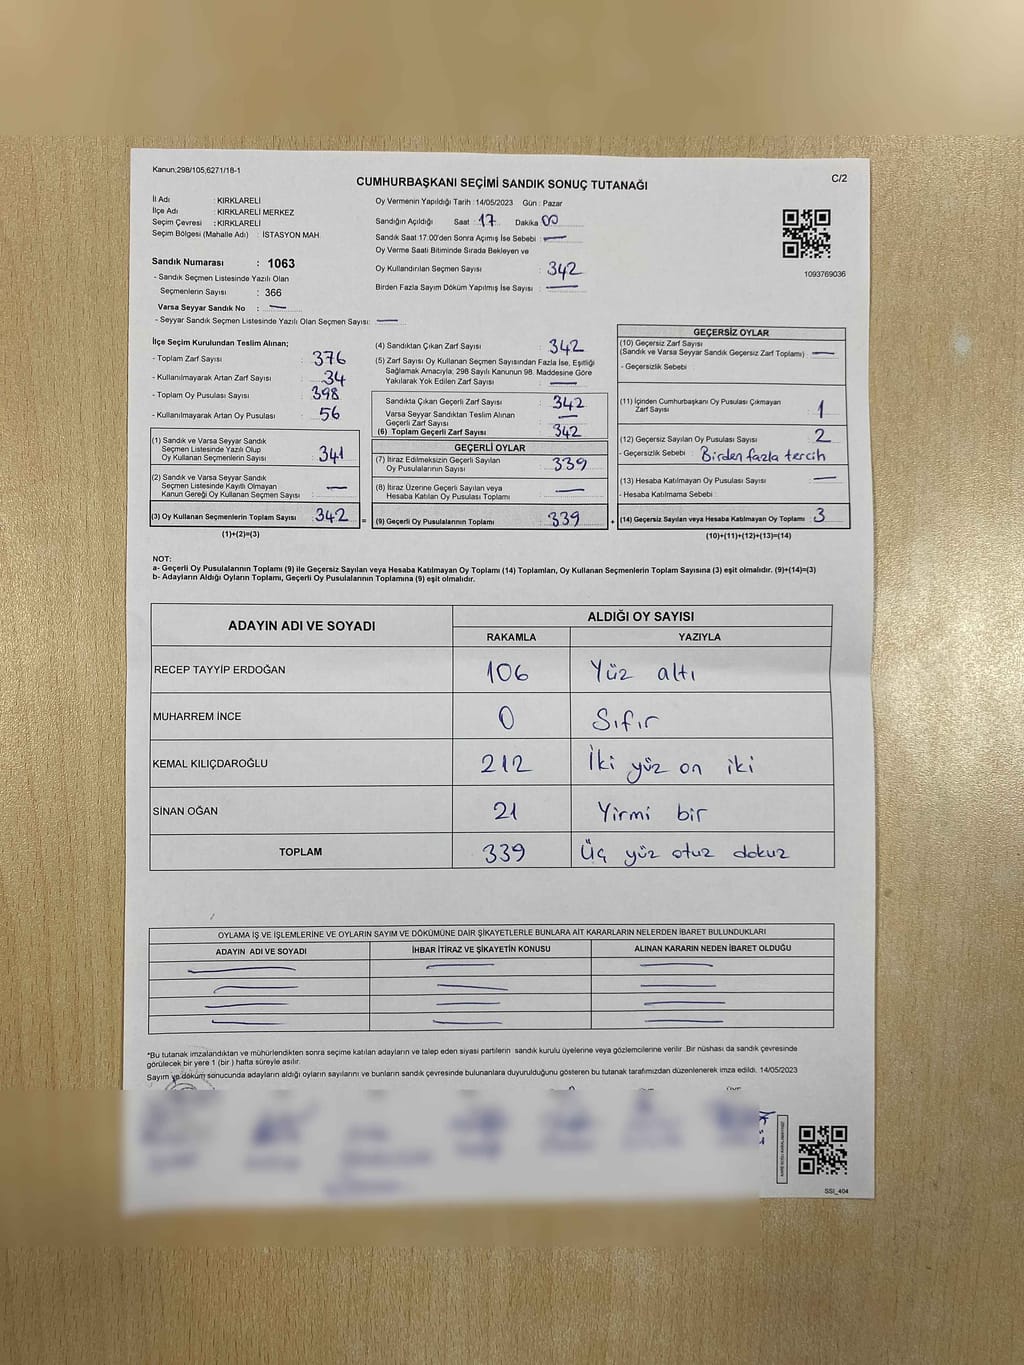 Kanun;298/105;6271/18-1
C/2
CUMHURBAŞKANI SEÇİMİ SANDIK SONUÇ TUTANAĞI
İl Adı : KIRKLARELİ
İlçe Adı : KIRKLARELİ MERKEZ
Seçim Çevresi : KIRKLARELİ
Seçim Bölgesi (Mahalle Adı) : İSTASYON MAH.
Sandık Numarası : 1063
- Sandık Seçmen Listesinde Yazılı Olan
Seçmenlerin Sayısı : 366
Varsa Seyyar Sandık No : —
- Seyyar Sandık Seçmen Listesinde Yazılı Olan Seçmen Sayısı: —
Oy Vermenin Yapıldığı Tarih : 14/05/2023 Gün : Pazar
Sandığın Açıldığı Saat : 17 Dakika 00
Sandık Saat 17:00'den Sonra Açımış İse Sebebi : —
Oy Verme Saati Bitiminde Sırada Bekleyen ve
Oy Kullandırılan Seçmen Sayısı : 342
Birden Fazla Sayım Döküm Yapılmış İse Sayısı : —
1093769036
İlçe Seçim Kurulundan Teslim Alınan;
- Toplam Zarf Sayısı : 376
- Kullanılmayarak Artan Zarf Sayısı : 34
- Toplam Oy Pusulası Sayısı : 398
- Kullanılmayarak Artan Oy Pusulası : 56
(1) Sandık ve Varsa Seyyar Sandık
Seçmen Listesinde Yazılı Olup
Oy Kullanan Seçmenlerin Sayısı : 341
(2) Sandık ve Varsa Seyyar Sandık
Seçmen Listesinde Kayıtlı Olmayan
Kanun Gereği Oy Kullanan Seçmen Sayısı : —
(3) Oy Kullanan Seçmenlerin Toplam Sayısı : 342 =
(1)+(2)=(3)
(4) Sandıktan Çıkan Zarf Sayısı : 342
(5) Zarf Sayısı Oy Kullanan Seçmen Sayısından Fazla İse, Eşitliği
Sağlamak Amacıyla; 298 Sayılı Kanunun 98. Maddesine Göre
Yakılarak Yok Edilen Zarf Sayısı : —
Sandıkta Çıkan Geçerli Zarf Sayısı : 342
Varsa Seyyar Sandıktan Teslim Alınan
Geçerli Zarf Sayısı : —
(6) Toplam Geçerli Zarf Sayısı : 342
GEÇERLİ OYLAR
(7) İtiraz Edilmeksizin Geçerli Sayılan
Oy Pusulalarının Sayısı : 339
(8) İtiraz Üzerine Geçerli Sayılan veya
Hesaba Katılan Oy Pusulası Toplamı : —
(9) Geçerli Oy Pusulalarının Toplamı : 339 +
GEÇERSİZ OYLAR
(10) Geçersiz Zarf Sayısı
(Sandık ve Varsa Seyyar Sandık Geçersiz Zarf Toplamı) : —
- Geçersizlik Sebebi :
(11) İçinden Cumhurbaşkanı Oy Pusulası Çıkmayan
Zarf Sayısı : 1
(12) Geçersiz Sayılan Oy Pusulası Sayısı : 2
- Geçersizlik Sebebi : Birden fazla tercih
(13) Hesaba Katılmayan Oy Pusulası Sayısı : —
- Hesaba Katılmama Sebebi :
(14) Geçersiz Sayılan veya Hesaba Katılmayan Oy Toplamı : 3
(10)+(11)+(12)+(13)=(14)
NOT:
a- Geçerli Oy Pusulalarının Toplamı (9) ile Geçersiz Sayılan veya Hesaba Katılmayan Oy Toplamı (14) Toplamları, Oy Kullanan Seçmenlerin Toplam Sayısına (3) eşit olmalıdır. (9)+(14)=(3)
b- Adayların Aldığı Oyların Toplamı, Geçerli Oy Pusulalarının Toplamına (9) eşit olmalıdır.
ADAYIN ADI VE SOYADI
ALDIĞI OY SAYISI
RAKAMLA YAZIYLA
RECEP TAYYİP ERDOĞAN 106 Yüz altı
MUHARREM İNCE 0 Sıfır
KEMAL KILIÇDAROĞLU 212 İki yüz on iki
SİNAN OĞAN 21 Yirmi bir
TOPLAM 339 Üç yüz otuz dokuz
OYLAMA İŞ VE İŞLEMLERİNE VE OYLARIN SAYIM VE DÖKÜMÜNE DAİR ŞİKAYETLERLE BUNLARA AİT KARARLARIN NELERDEN İBARET BULUNDUKLARI
ADAYIN ADI VE SOYADI İHBAR İTİRAZ VE ŞİKAYETİN KONUSU ALINAN KARARIN NEDEN İBARET OLDUĞU
*Bu tutanak imzalandıktan ve mühürlendikten sonra seçime katılan adayların ve talep eden siyasi partilerin sandık kurulu üyelerine veya gözlemcilerine verilir .Bir nüshası da sandık çevresinde
görülecek bir yere 1 (bir ) hafta süreyle asılır.
Sayım ve döküm sonucunda adayların aldığı oyların sayılarını ve bunların sandık çevresinde bulunanlara duyurulduğunu gösteren bu tutanak tarafımızdan düzenlenerek imza edildi. 14/05/2023
SSI_404